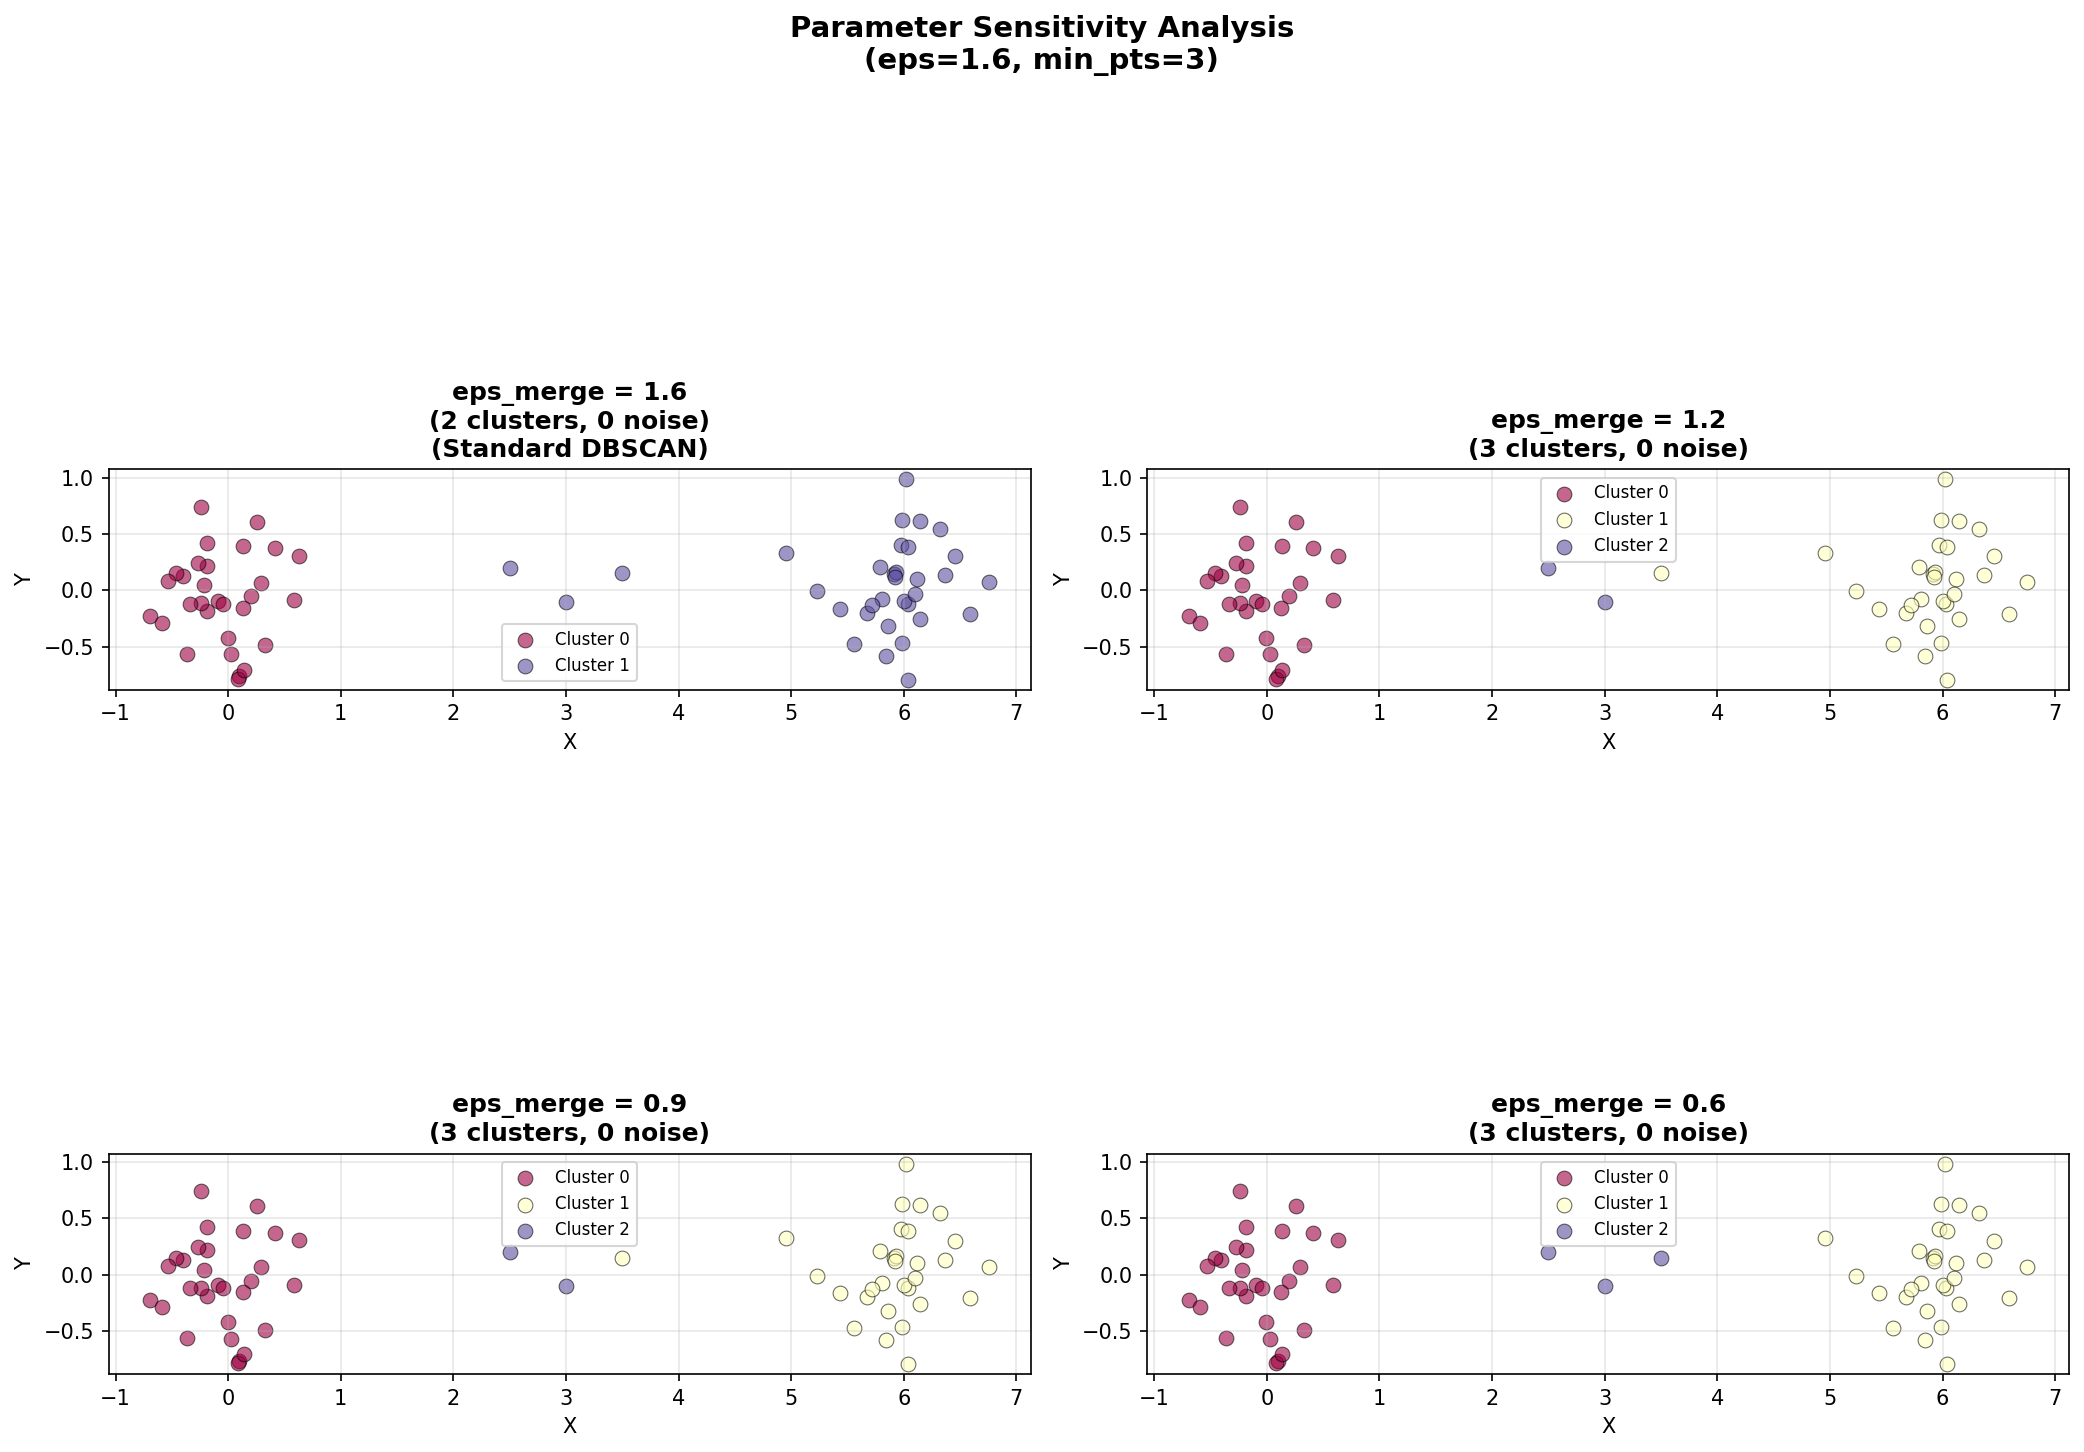 Parameter Sensitivity Analysis
(eps=1.6, min_pts=3)
eps_merge = 1.6
(2 clusters, 0 noise)
(Standard DBSCAN)
1.0
0.5
0.0
−0.5
Y
Cluster 0
Cluster 1
−1
0
1
2
3
4
5
6
7
X
eps_merge = 1.2
(3 clusters, 0 noise)
1.0
0.5
0.0
−0.5
Y
Cluster 0
Cluster 1
Cluster 2
−1
0
1
2
3
4
5
6
7
X
eps_merge = 0.9
(3 clusters, 0 noise)
1.0
0.5
0.0
−0.5
Y
Cluster 0
Cluster 1
Cluster 2
−1
0
1
2
3
4
5
6
7
X
eps_merge = 0.6
(3 clusters, 0 noise)
1.0
0.5
0.0
−0.5
Y
Cluster 0
Cluster 1
Cluster 2
−1
0
1
2
3
4
5
6
7
X